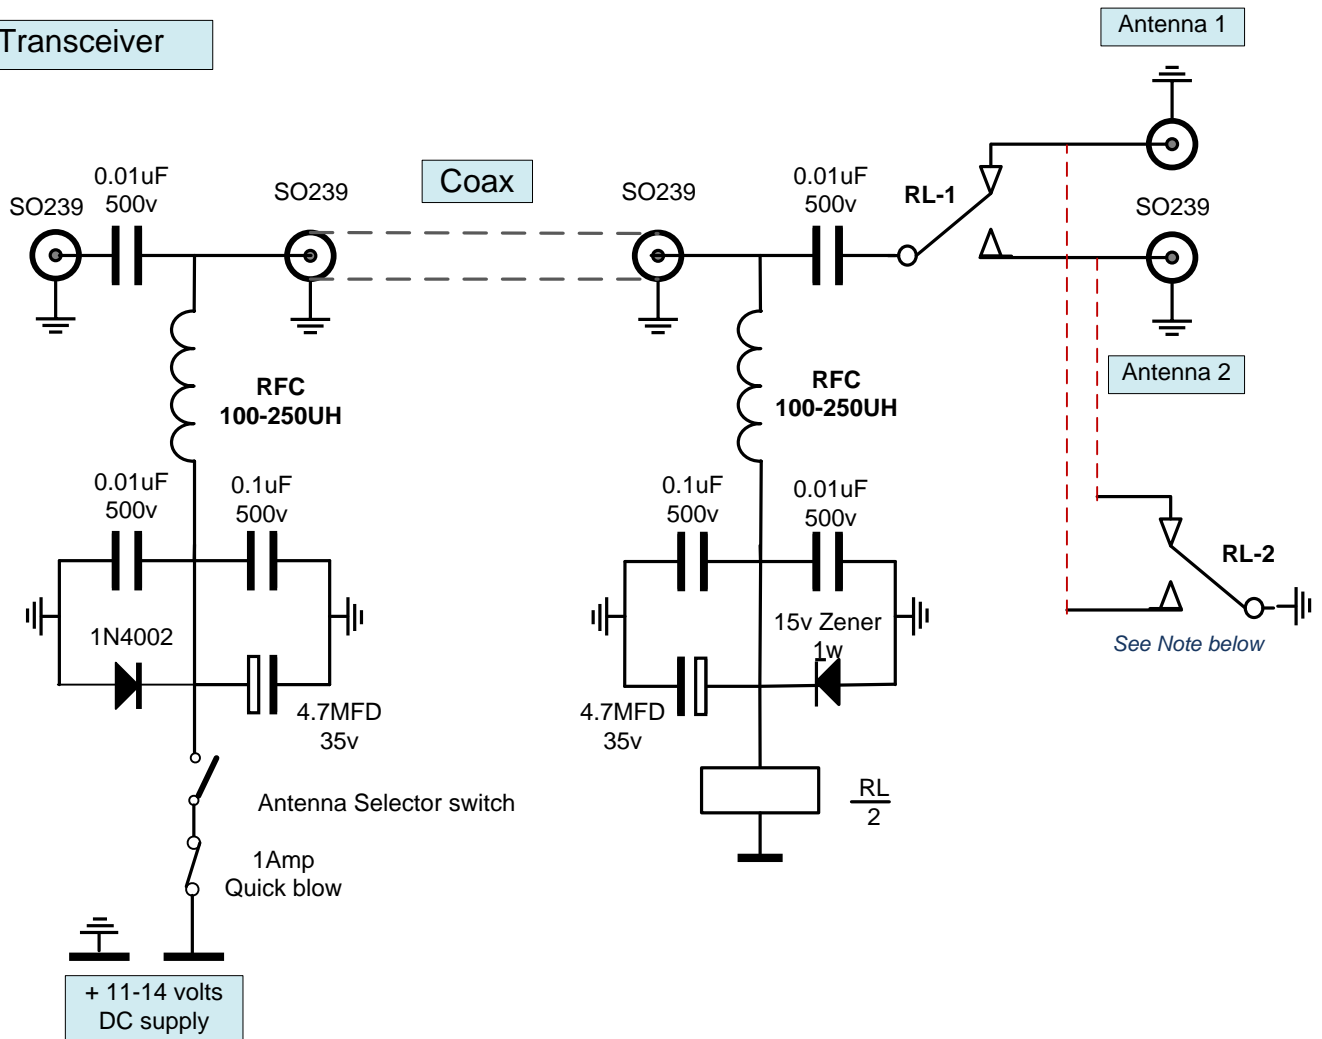 Transceiver
Antenna 1
0.01uF
500v
SO239
SO239
Coax
SO239
0.01uF
500v
RL-1
SO239
RFC
100-250UH
RFC
100-250UH
Antenna 2
0.01uF
500v
0.1uF
500v
0.1uF
500v
0.01uF
500v
RL-2
1N4002
15v Zener
1w
See Note below
4.7MFD
35v
4.7MFD
35v
Antenna Selector switch
RL
2
1Amp
Quick blow
+ 11-14 volts
DC supply